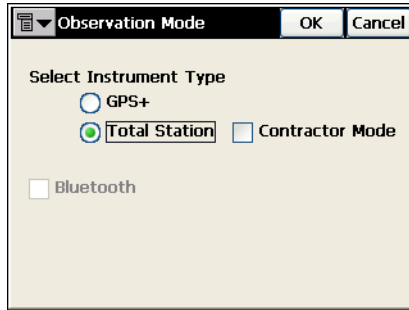 Observation Mode OK Cancel
Select Instrument Type
GPS+
Total Station Contractor Mode
Bluetooth